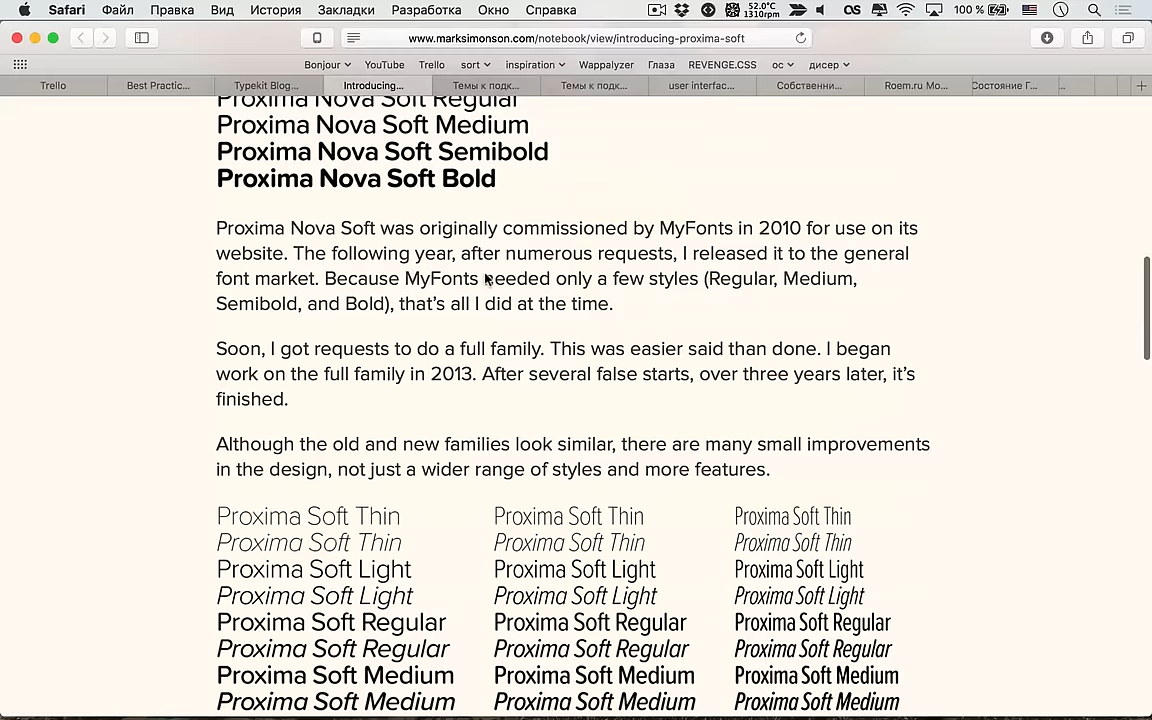 Safari Файл Правка Вид История Закладки Разработка Окно Справка 52.0°C 1310rpm 100 %
www.marksimonson.com/notebook/view/introducing-proxima-soft
Bonjour YouTube Trello sort inspiration Wappalyzer Глаза REVENGE.CSS ос дисер
Trello Best Practic... Typekit Blog... Introducing... Темы к подк... Темы к подк... user interfac... Собственни... Roem.ru Mo... Состояние Г... ..
Proxima Nova Soft Regular
Proxima Nova Soft Medium
Proxima Nova Soft Semibold
Proxima Nova Soft Bold
Proxima Nova Soft was originally commissioned by MyFonts in 2010 for use on its
website. The following year, after numerous requests, I released it to the general
font market. Because MyFonts needed only a few styles (Regular, Medium,
Semibold, and Bold), that’s all I did at the time.
Soon, I got requests to do a full family. This was easier said than done. I began
work on the full family in 2013. After several false starts, over three years later, it’s
finished.
Although the old and new families look similar, there are many small improvements
in the design, not just a wider range of styles and more features.
Proxima Soft Thin Proxima Soft Thin Proxima Soft Thin
Proxima Soft Thin Proxima Soft Thin Proxima Soft Thin
Proxima Soft Light Proxima Soft Light Proxima Soft Light
Proxima Soft Light Proxima Soft Light Proxima Soft Light
Proxima Soft Regular Proxima Soft Regular Proxima Soft Regular
Proxima Soft Regular Proxima Soft Regular Proxima Soft Regular
Proxima Soft Medium Proxima Soft Medium Proxima Soft Medium
Proxima Soft Medium Proxima Soft Medium Proxima Soft Medium